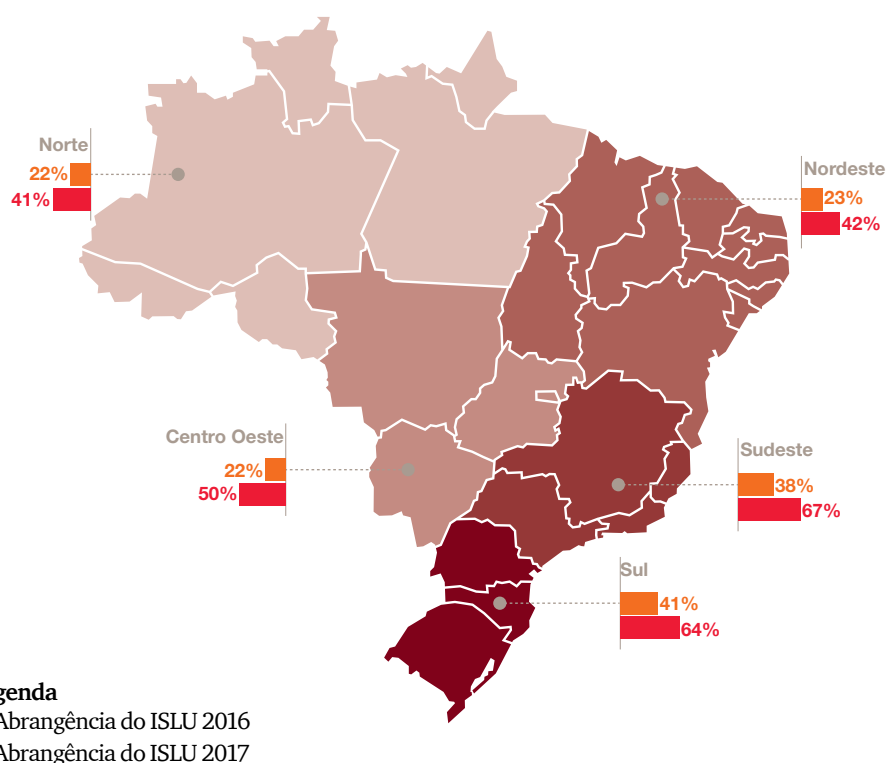 Norte
22%
41%
Nordeste
23%
42%
Centro Oeste
22%
50%
Sudeste
38%
67%
Sul
41%
64%
genda
Abrangência do ISLU 2016
Abrangência do ISLU 2017